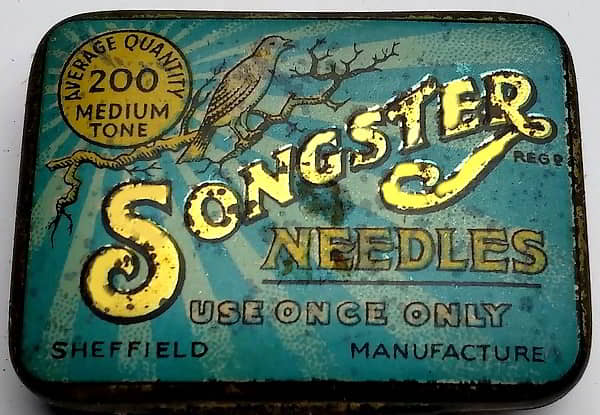 AVERAGE QUANTITY
200
MEDIUM
TONE
SONGSTER
REGD
NEEDLES
USE ONCE ONLY
SHEFFIELD MANUFACTURE